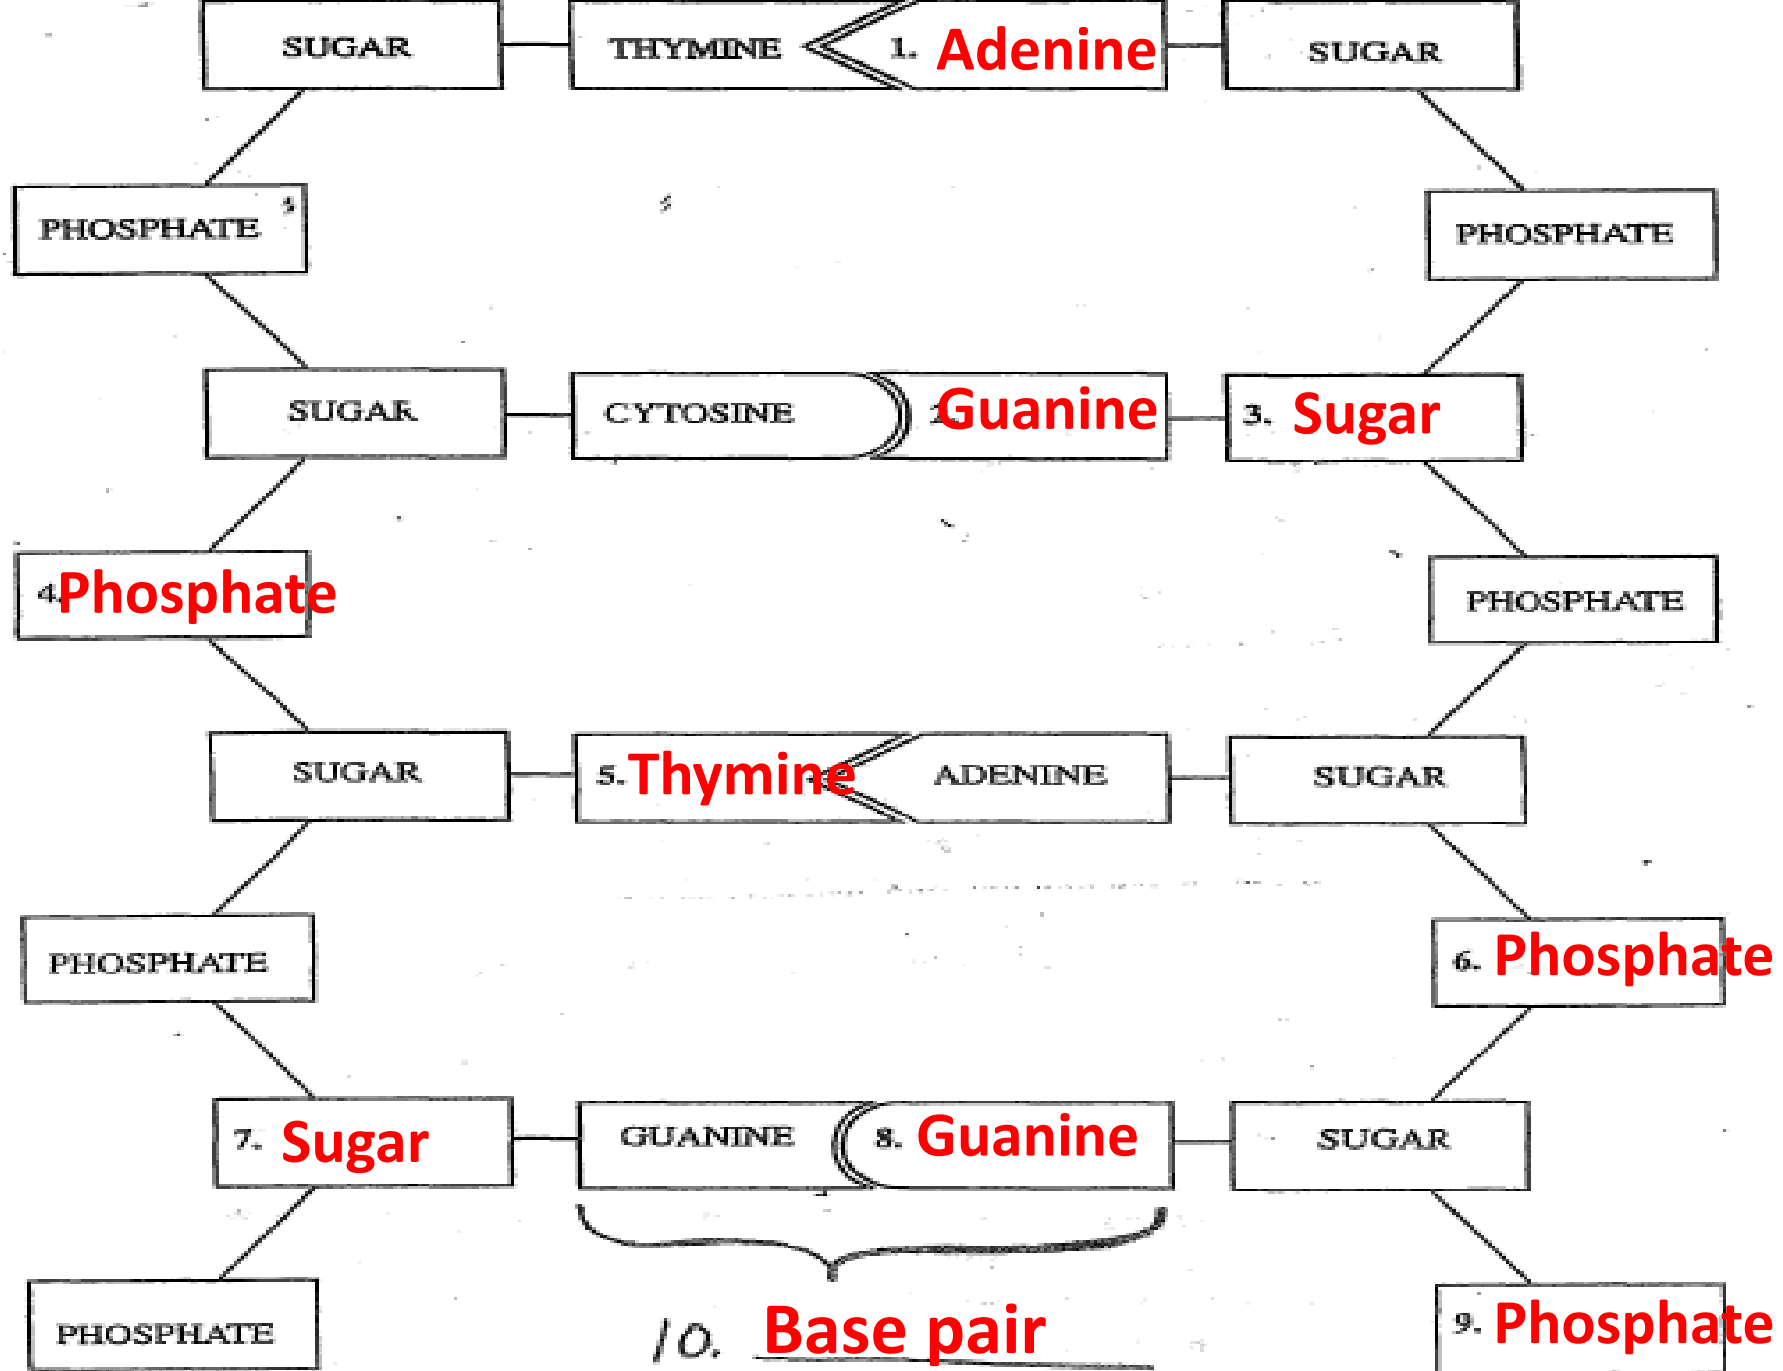 SUGAR THYMINE 1. Adenine SUGAR
PHOSPHATE PHOSPHATE
SUGAR CYTOSINE 2. Guanine 3. Sugar
4. Phosphate PHOSPHATE
SUGAR 5. Thymine ADENINE SUGAR
PHOSPHATE 6. Phosphate
7. Sugar GUANINE 8. Guanine SUGAR
PHOSPHATE 10. Base pair 9. Phosphate